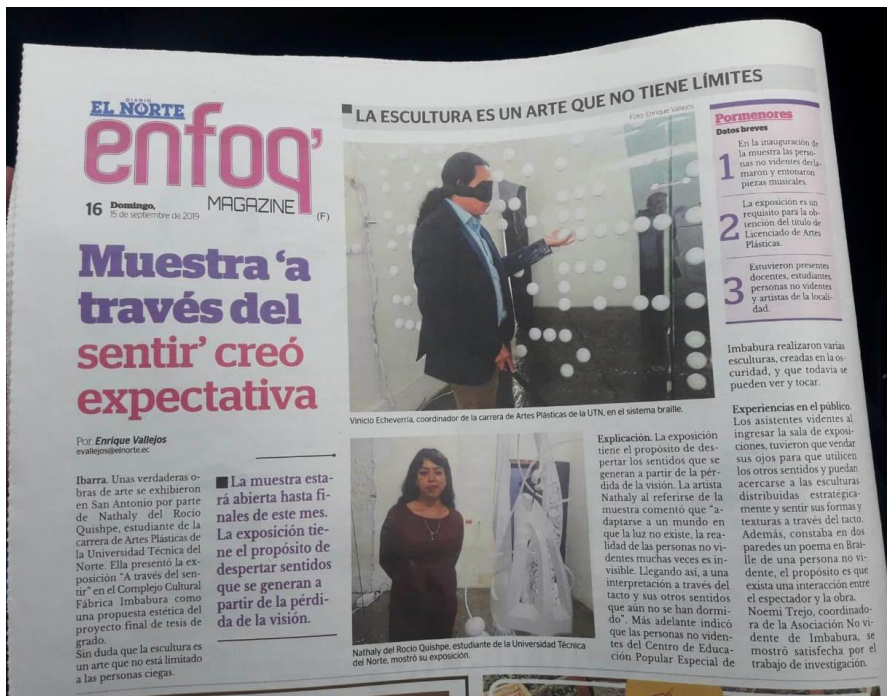 DIARIO
EL NORTE
enfoq'
MAGAZINE
(F)
16 Domingo,
15 de septiembre de 2019
LA ESCULTURA ES UN ARTE QUE NO TIENE LÍMITES
Foto: Enrique Vallejos
Muestra ‘a
través del
sentir’ creó
expectativa
Por: Enrique Vallejos
evallejos@elnorte.ec
Ibarra. Unas verdaderas o-
bras de arte se exhibieron
en San Antonio por parte
de Nathaly del Rocío
Quishpe, estudiante de la
carrera de Artes Plásticas de
la Universidad Técnica del
Norte. Ella presentó la ex-
posición “A través del sen-
tir” en el Complejo Cultural
Fábrica Imbabura como
una propuesta estética del
proyecto final de tesis de
grado.
Sin duda que la escultura es
un arte que no está limitado
a las personas ciegas.
La muestra esta-
rá abierta hasta fi-
nales de este mes.
La exposición tie-
ne el propósito de
despertar sentidos
que se generan a
partir de la pérdi-
da de la visión.
Vinicio Echeverría, coordinador de la carrera de Artes Plásticas de la UTN, en el sistema braille.
Nathaly del Rocío Quishpe, estudiante de la Universidad Técnica
del Norte, mostró su exposición.
Explicación. La exposición
tiene el propósito de des-
pertar los sentidos que se
generan a partir de la pér-
dida de la visión. La artista
Nathaly al referirse de la
muestra comentó que “a-
daptarse a un mundo en
que la luz no existe, la rea-
lidad de las personas no vi-
dentes muchas veces es in-
visible. Llegando así, a una
interpretación a través del
tacto y sus otros sentidos
que aún no se han dormi-
do”. Más adelante indicó
que las personas no viden-
tes del Centro de Educa-
ción Popular Especial de
Imbabura realizaron varias
esculturas, creadas en la os-
curidad, y que todavía se
pueden ver y tocar.
Experiencias en el público.
Los asistentes videntes al
ingresar la sala de exposi-
ciones, tuvieron que vendar
sus ojos para que utilicen
los otros sentidos y puedan
acercarse a las esculturas
distribuidas estratégica-
mente y sentir sus formas y
texturas a través del tacto.
Además, constaba en dos
paredes un poema en Brai-
lle de una persona no vi-
dente, el propósito es que
exista una interacción entre
el espectador y la obra.
Noemi Trejo, coordinado-
ra de la Asociación No vi-
dente de Imbabura, se
mostró satisfecha por el
trabajo de investigación.
Pormenores
Datos breves
1
En la inauguración de
la muestra las perso-
nas no videntes decla-
maron y entonaron
piezas musicales.
2
La exposición es un
requisito para la ob-
tención del título de
Licenciado de Artes
Plásticas.
3
Estuvieron presentes
docentes, estudiantes,
personas no videntes
y artistas de la locali-
dad.